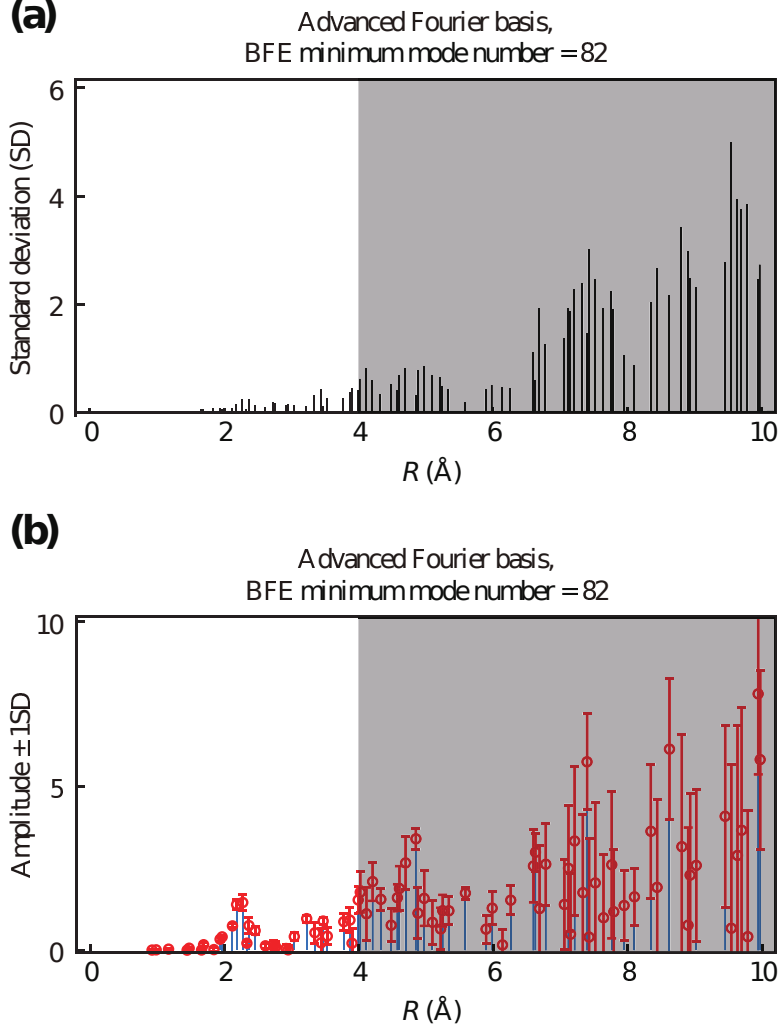 (a)
Advanced Fourier basis,
BFE minimum mode number = 82
Standard deviation (SD)
6
4
2
0
0 2 4 6 8 10
R (Å)
(b)
Advanced Fourier basis,
BFE minimum mode number = 82
Amplitude ± 1SD
10
5
0
0 2 4 6 8 10
R (Å)